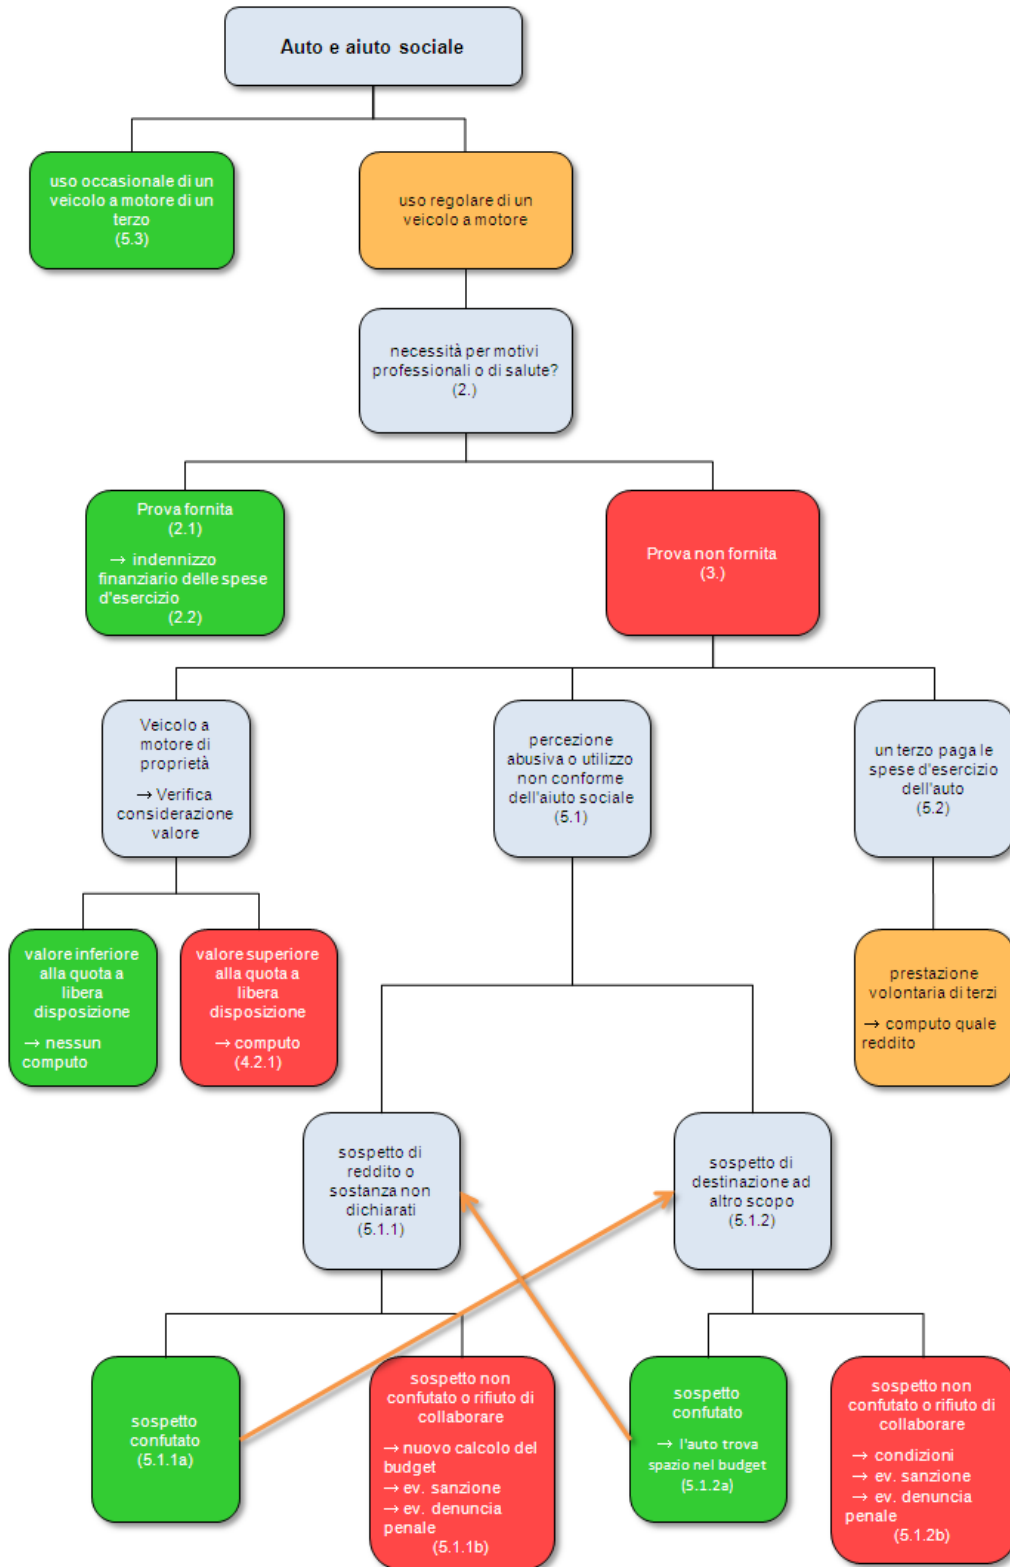 Auto e aiuto sociale
uso occasionale di un
veicolo a motore di un
terzo
(5.3)
uso regolare di un
veicolo a motore
necessità per motivi
professionali o di salute?
(2.)
Prova fornita
(2.1)
→ indennizzo
finanziario delle spese
d'esercizio
(2.2)
Prova non fornita
(3.)
Veicolo a
motore di
proprietà
→ Verifica
considerazione
valore
percezione
abusiva o utilizzo
non conforme
dell'aiuto sociale
(5.1)
un terzo paga le
spese d'esercizio
dell'auto
(5.2)
valore inferiore
alla quota a
libera
disposizione
→ nessun
computo
valore superiore
alla quota a
libera
disposizione
→ computo
(4.2.1)
prestazione
volontaria di terzi
→ computo quale
reddito
sospetto di
reddito o
sostanza non
dichiarati
(5.1.1)
sospetto di
destinazione ad
altro scopo
(5.1.2)
sospetto
confutato
(5.1.1a)
sospetto non
confutato o rifiuto di
collaborare
→ nuovo calcolo del
budget
→ ev. sanzione
→ ev. denuncia
penale
(5.1.1b)
sospetto
confutato
→ l'auto trova
spazio nel budget
(5.1.2a)
sospetto non
confutato o rifiuto di
collaborare
→ condizioni
→ ev. sanzione
→ ev. denuncia
penale
(5.1.2b)